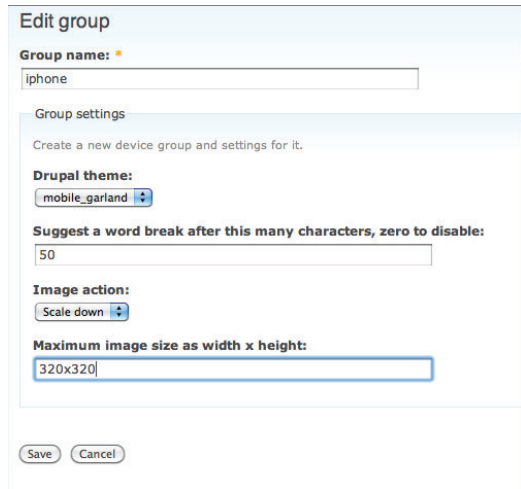 Edit group
Group name: *
iphone
Group settings
Create a new device group and settings for it.
Drupal theme:
mobile_garland
Suggest a word break after this many characters, zero to disable:
50
Image action:
Scale down
Maximum image size as width x height:
320x320
Save Cancel